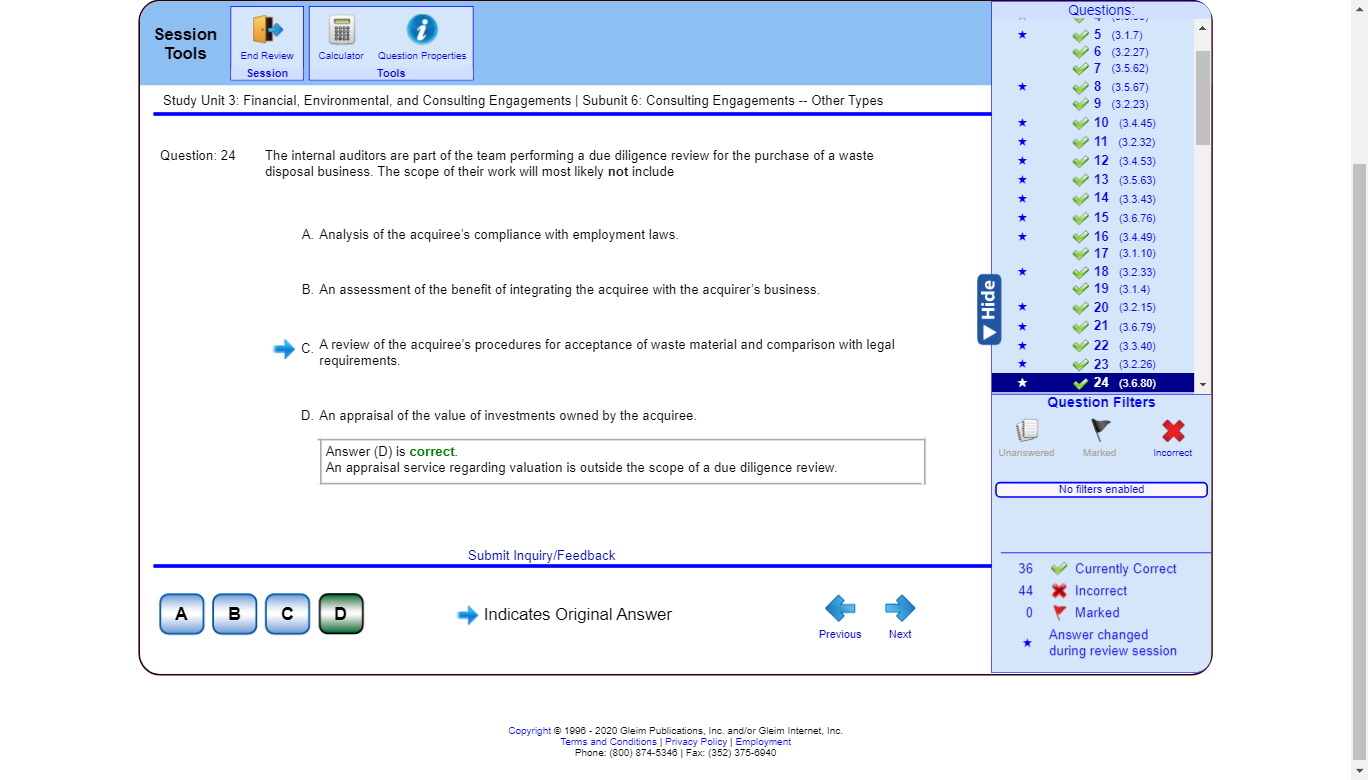 Session Tools
End Review
Session
Calculator
Question Properties
Tools
Study Unit 3: Financial, Environmental, and Consulting Engagements | Subunit 6: Consulting Engagements -- Other Types
Question: 24
The internal auditors are part of the team performing a due diligence review for the purchase of a waste
disposal business. The scope of their work will most likely not include
A. Analysis of the acquiree's compliance with employment laws.
B. An assessment of the benefit of integrating the acquiree with the acquirer's business.
C. A review of the acquiree's procedures for acceptance of waste material and comparison with legal
requirements.
D. An appraisal of the value of investments owned by the acquiree.
Answer (D) is correct.
An appraisal service regarding valuation is outside the scope of a due diligence review.
Submit Inquiry/Feedback
A
B
C
D
Indicates Original Answer
Previous
Next
Hide
Questions:
5 (3.1.7)
6 (3.2.27)
7 (3.5.62)
8 (3.5.67)
9 (3.2.23)
10 (3.4.45)
11 (3.2.32)
12 (3.4.53)
13 (3.5.63)
14 (3.3.43)
15 (3.6.76)
16 (3.4.49)
17 (3.1.10)
18 (3.2.33)
19 (3.1.4)
20 (3.2.15)
21 (3.6.79)
22 (3.3.40)
23 (3.2.26)
24 (3.6.80)
Question Filters
Unanswered
Marked
Incorrect
No filters enabled
36 Currently Correct
44 Incorrect
0 Marked
Answer changed
during review session
Copyright © 1996 - 2020 Gleim Publications, Inc. and/or Gleim Internet, Inc.
Terms and Conditions | Privacy Policy | Employment
Phone: (800) 874-5346 | Fax: (352) 375-6940